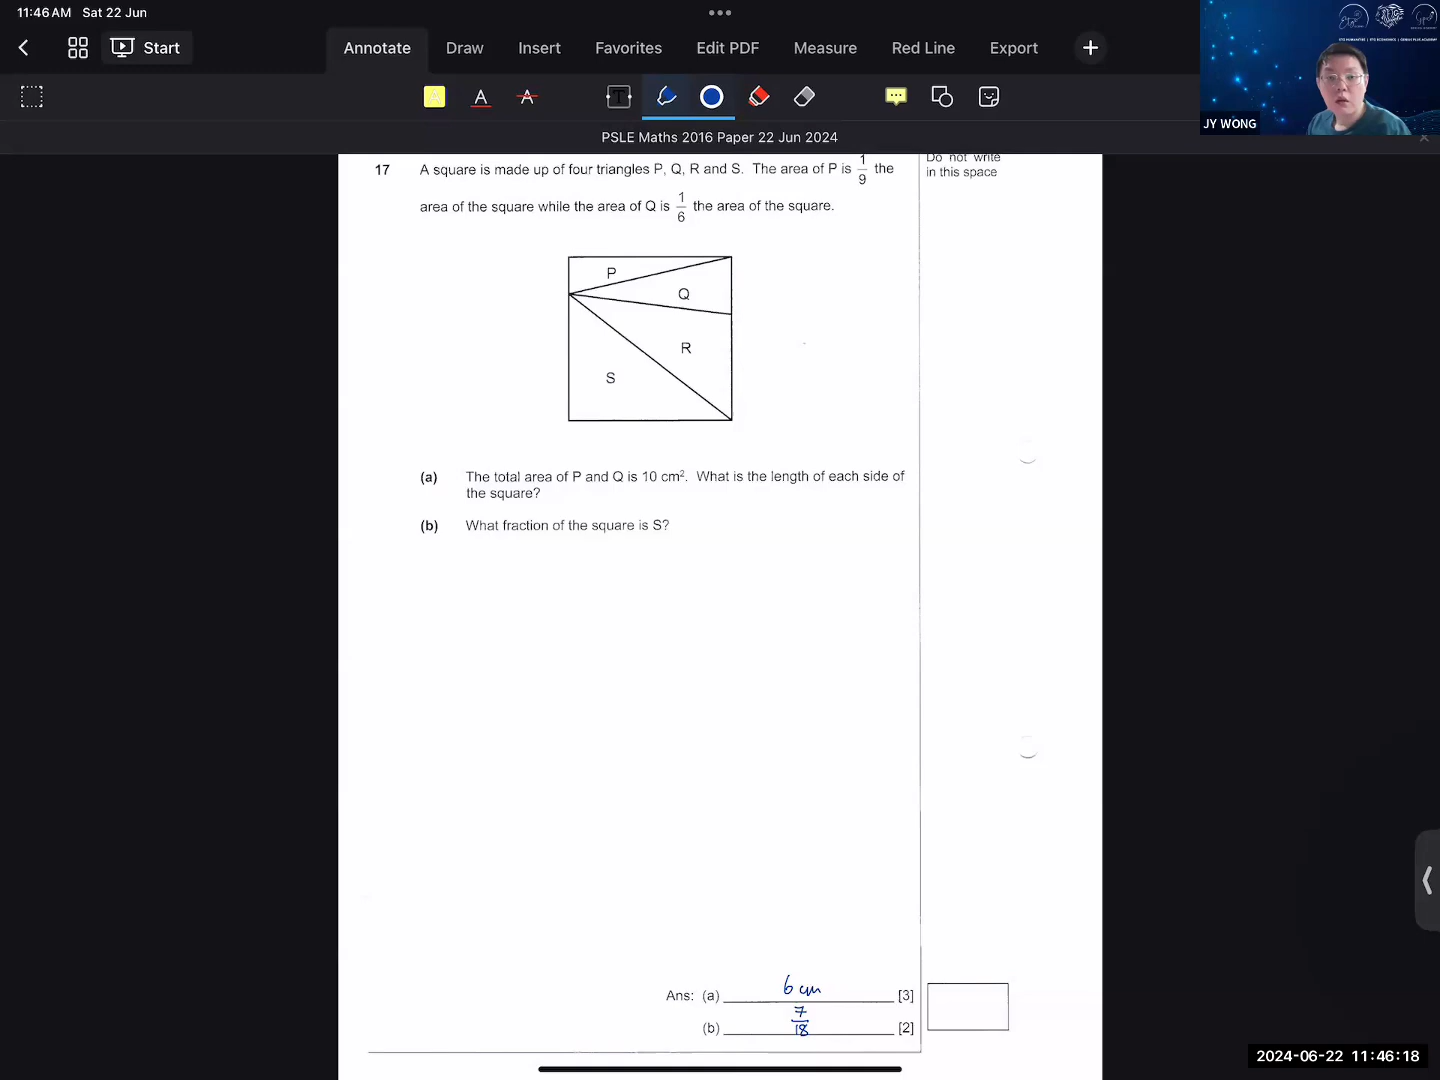 11:46 AM Sat 22 Jun
Start
Annotate Draw Insert Favorites Edit PDF Measure Red Line Export
JY WONG
PSLE Maths 2016 Paper 22 Jun 2024
Do not write
in this space
17 A square is made up of four triangles P, Q, R and S. The area of P is 1/9 the
area of the square while the area of Q is 1/6 the area of the square.
P
Q
R
S
(a) The total area of P and Q is 10 cm². What is the length of each side of
the square?
(b) What fraction of the square is S?
Ans: (a) 6 cm [3]
(b) 7/18 [2]
2024-06-22 11:46:18